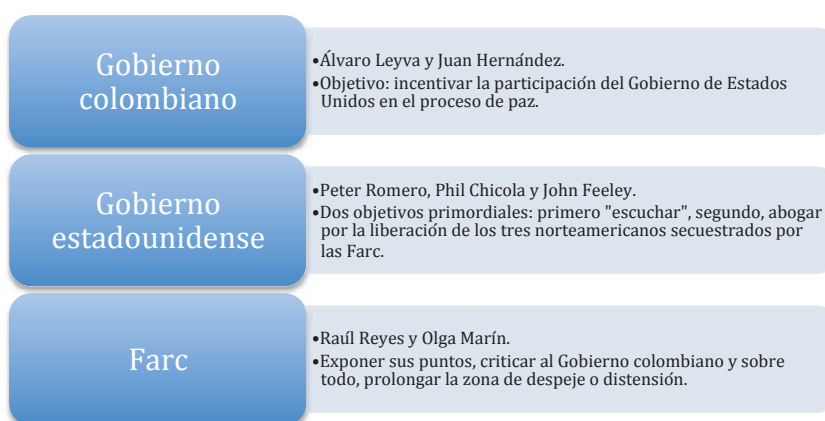 Gobierno
colombiano
•Álvaro Leyva y Juan Hernández.
•Objetivo: incentivar la participación del Gobierno de Estados
Unidos en el proceso de paz.
Gobierno
estadounidense
•Peter Romero, Phil Chicola y John Feeley.
•Dos objetivos primordiales: primero "escuchar", segundo, abogar
por la liberación de los tres norteamericanos secuestrados por
las Farc.
Farc
•Raúl Reyes y Olga Marín.
•Exponer sus puntos, criticar al Gobierno colombiano y sobre
todo, prolongar la zona de despeje o distensión.